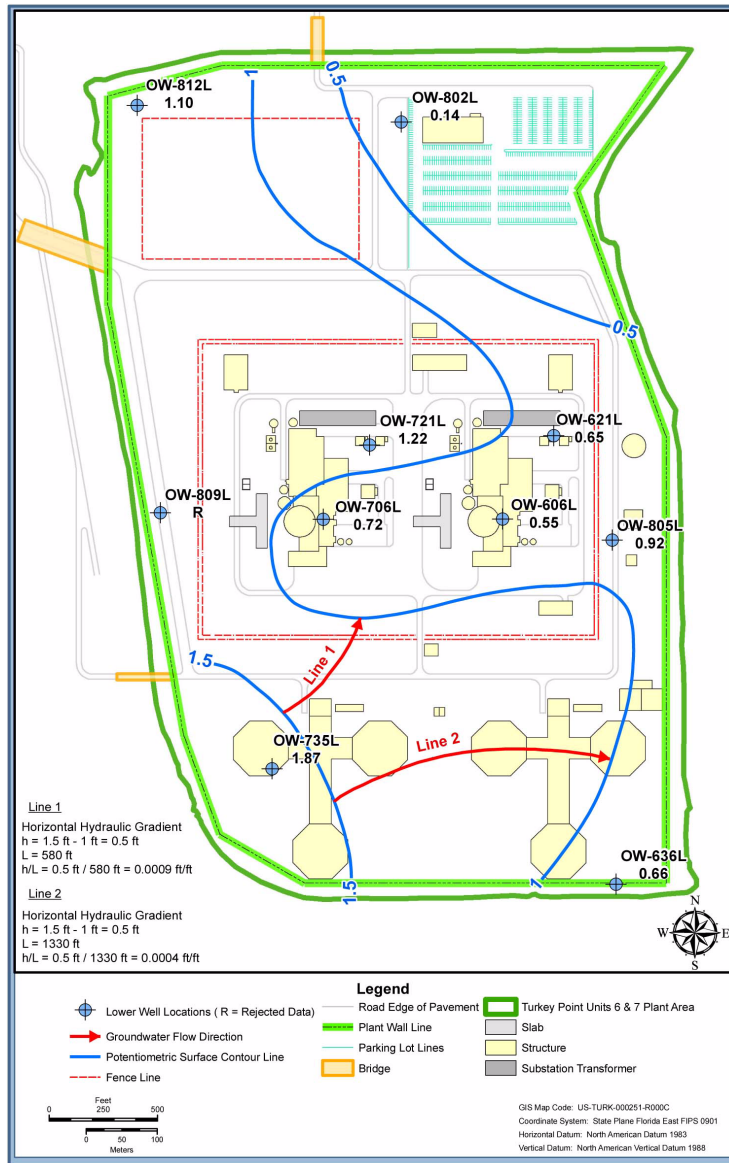 OW-812L
1.10
1
0.5
OW-802L
0.14
0.5
OW-721L
1.22
OW-621L
0.65
OW-809L
R
OW-706L
0.72
OW-606L
0.55
OW-805L
0.92
1.5
Line 1
Line 2
OW-735L
1.87
Line 1
Horizontal Hydraulic Gradient
h = 1.5 ft - 1 ft = 0.5 ft
L = 580 ft
h/L = 0.5 ft / 580 ft = 0.0009 ft/ft
Line 2
Horizontal Hydraulic Gradient
h = 1.5 ft - 1 ft = 0.5 ft
L = 1330 ft
h/L = 0.5 ft / 1330 ft = 0.0004 ft/ft
1.5
1
OW-636L
0.66
N
W E
S
Legend
Lower Well Locations ( R = Rejected Data)
Groundwater Flow Direction
Potentiometric Surface Contour Line
Fence Line
Road Edge of Pavement
Plant Wall Line
Parking Lot Lines
Bridge
Turkey Point Units 6 & 7 Plant Area
Slab
Structure
Substation Transformer
Feet
0 250 500
0 50 100
Meters
GIS Map Code: US-TURK-000251-R000C
Coordinate System: State Plane Florida East FIPS 0901
Horizontal Datum: North American Datum 1983
Vertical Datum: North American Vertical Datum 1988